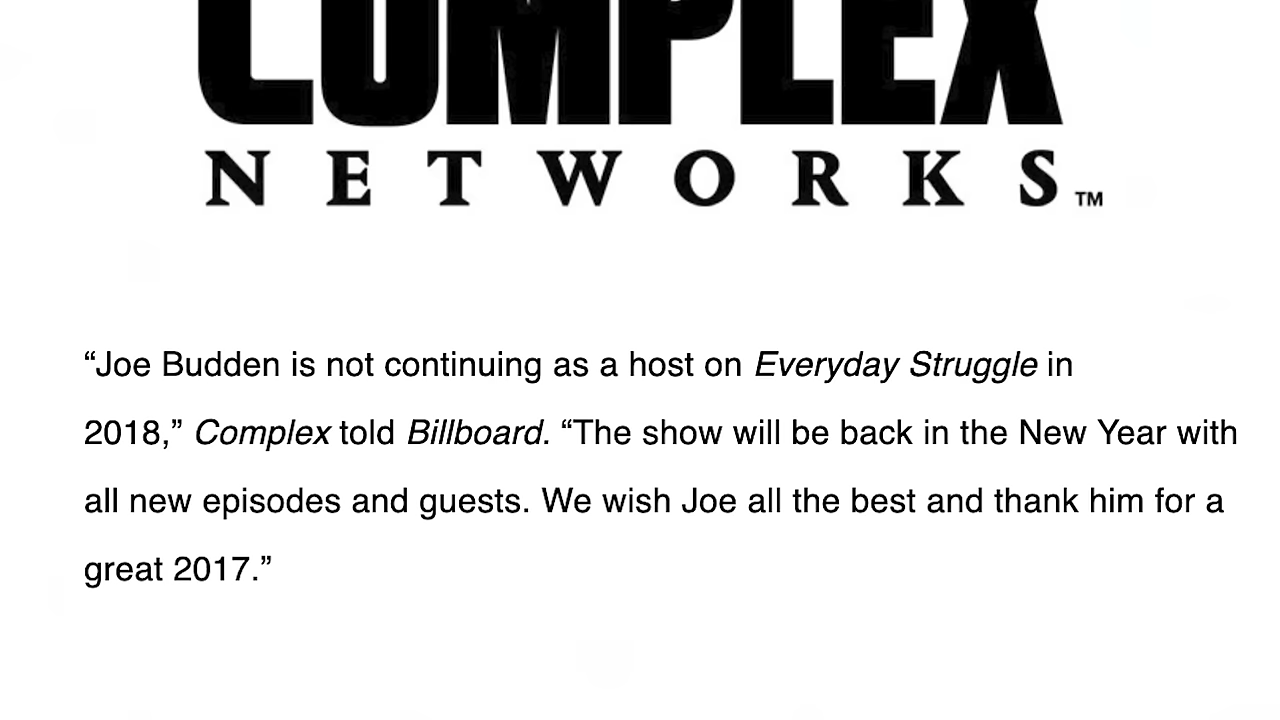 COMPLEX
NETWORKS™
“Joe Budden is not continuing as a host on Everyday Struggle in
2018,” Complex told Billboard. “The show will be back in the New Year with
all new episodes and guests. We wish Joe all the best and thank him for a
great 2017.”